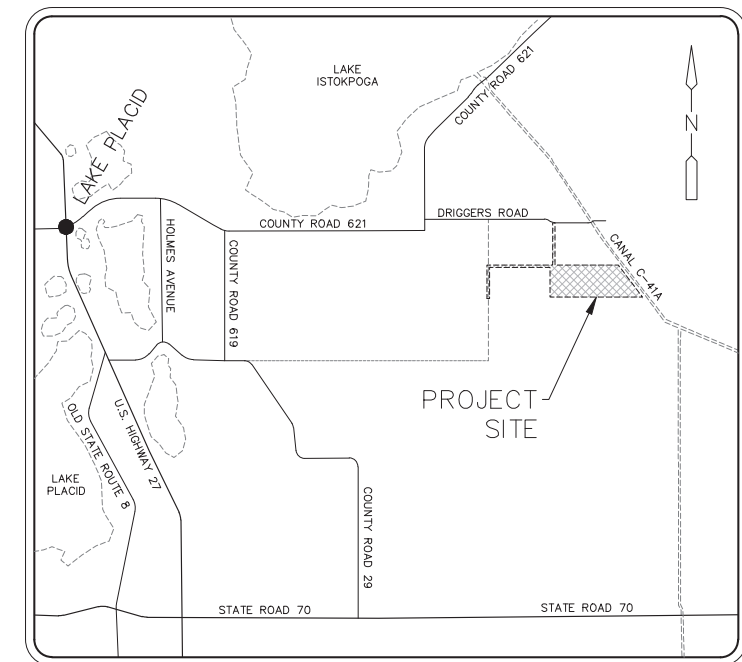 LAKE
ISTOKPOGA
COUNTY ROAD 621
N
LAKE PLACID
COUNTY ROAD 621
DRIGGERS ROAD
HOLMES AVENUE
COUNTY ROAD 619
CANAL C-41A
PROJECT
SITE
OLD STATE ROUTE 8
U.S. HIGHWAY 27
LAKE
PLACID
COUNTY ROAD 29
STATE ROAD 70
STATE ROAD 70